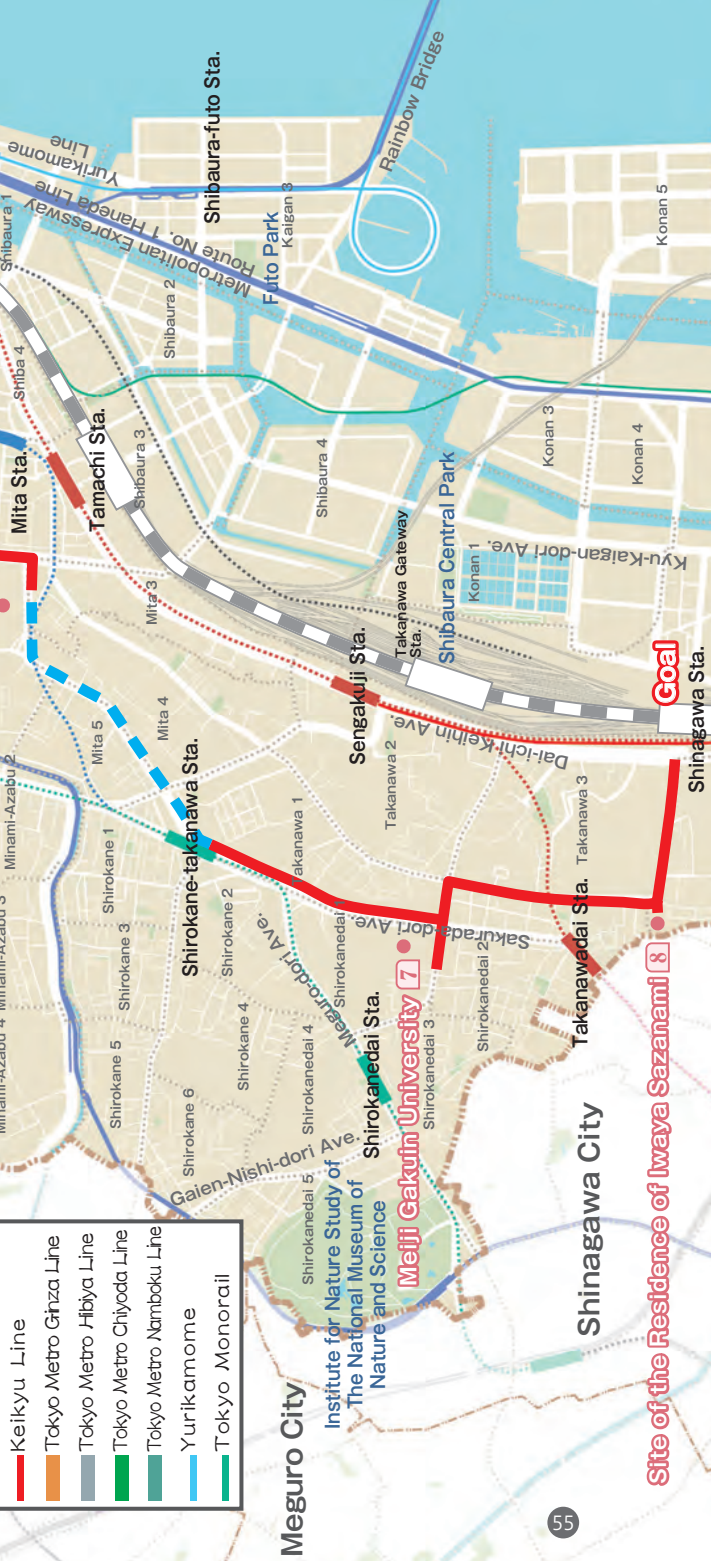 Keikyu Line
Tokyo Metro Ginza Line
Tokyo Metro Hibiya Line
Tokyo Metro Chiyoda Line
Tokyo Metro Namboku Line
Yurikamome
Tokyo Monorail
Meguro City
Institute for Nature Study of
The National Museum of
Nature and Science
Shinagawa City
55
Gaien-Nishi-dori Ave.
Shirokanedai 5
Shirokane 6
Shirokane 5
Shirokane 4
Shirokane 3
Shirokane 2
Shirokane 1
Shirokanedai 4
Shirokanedai 3
Shirokanedai 2
Shirokanedai 1
Minami-Azabu 4
Minami-Azabu 3
Minami-Azabu 2
Meguro-dori Ave.
Sakurada-dori Ave.
Shirokanedai Sta.
Shirokane-takanawa Sta.
Meiji Gakuin University 7
Site of the Residence of Iwaya Sazanami 8
Takanawadai Sta.
akanawa 1
Takanawa 2
Takanawa 3
Mita 5
Mita 4
Mita 3
Mita Sta.
Tamachi Sta.
Sengakuji Sta.
Takanawa Gateway
Sta.
Dai-ichi Keihin Ave.
Goal
Shinagawa Sta.
Shiba 4
Shibaura 1
Shibaura 2
Shibaura 3
Shibaura 4
Shibaura Central Park
Konan 1
Konan 3
Konan 4
Konan 5
Kyu-Kaigan-dori Ave.
Yurikamome
Line
Metropolitan Expressway
Route No. 1 Haneda Line
Shibaura-futo Sta.
Futo Park
Kaigan 3
Rainbow Bridge